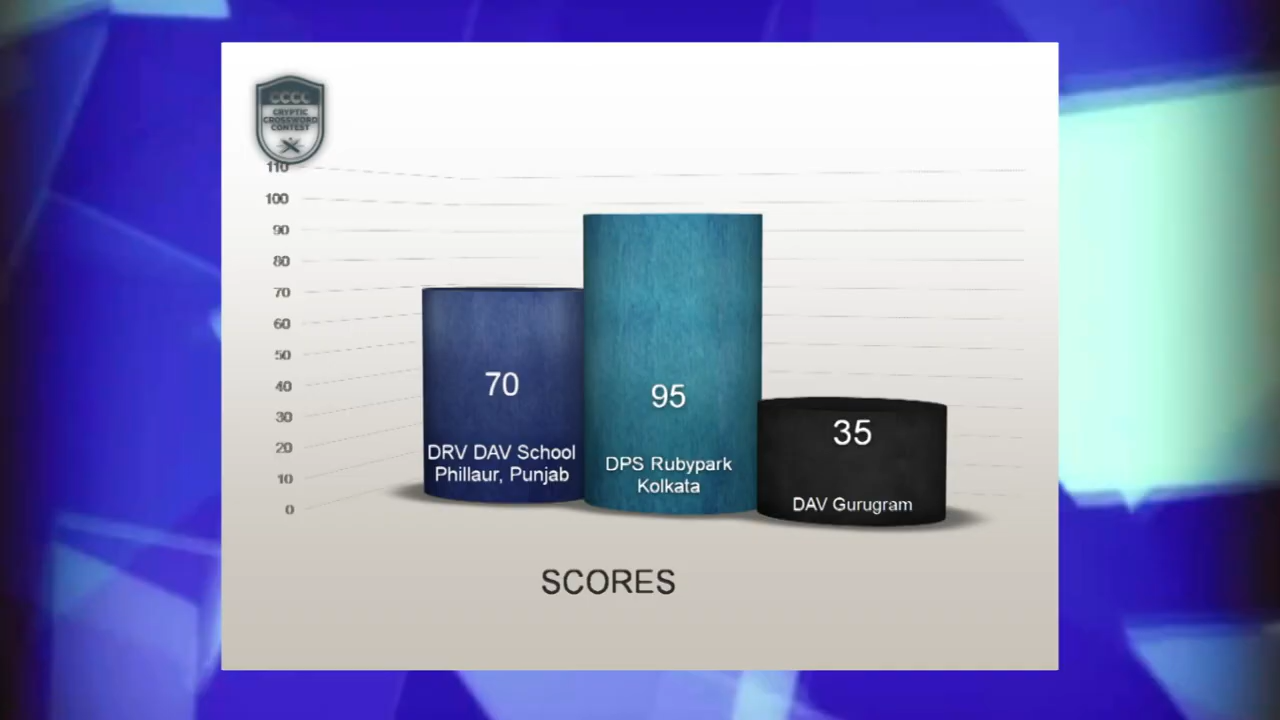 CCCC
CRYPTIC
CROSSWORD
CONTEST
110
100
90
80
70
60
50
40
30
20
10
0
70
DRV DAV School
Phillaur, Punjab
95
DPS Rubypark
Kolkata
35
DAV Gurugram
SCORES